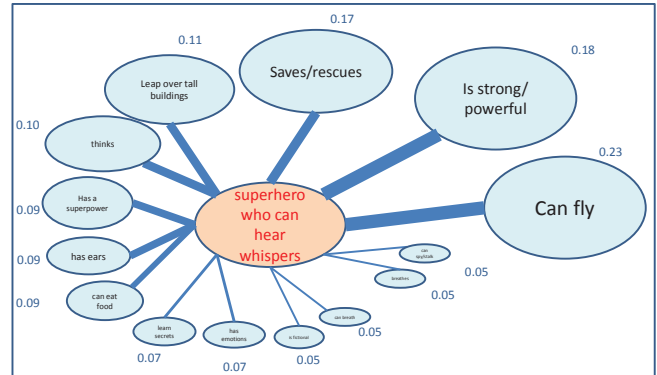 0.17
0.11
0.18
Saves/rescues
Leap over tall
buildings
Is strong/
powerful
0.10
thinks
0.23
Has a
superpower
0.09
superhero
who can
hear
whispers
Can fly
has ears
0.09
can
spy/stalk
0.05
breathes
0.05
can eat
food
0.09
learn
secrets
0.07
has
emotions
0.07
is fictional
0.05
can breath
0.05